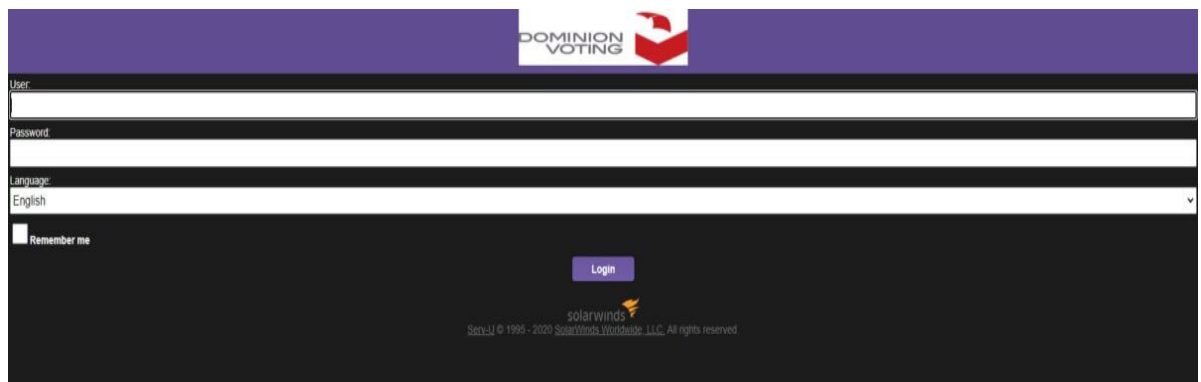 DOMINION
VOTING
User:
Password:
Language:
English
Remember me
Login
solarwinds
Serv-U © 1995 - 2020 SolarWinds Worldwide, LLC. All rights reserved.